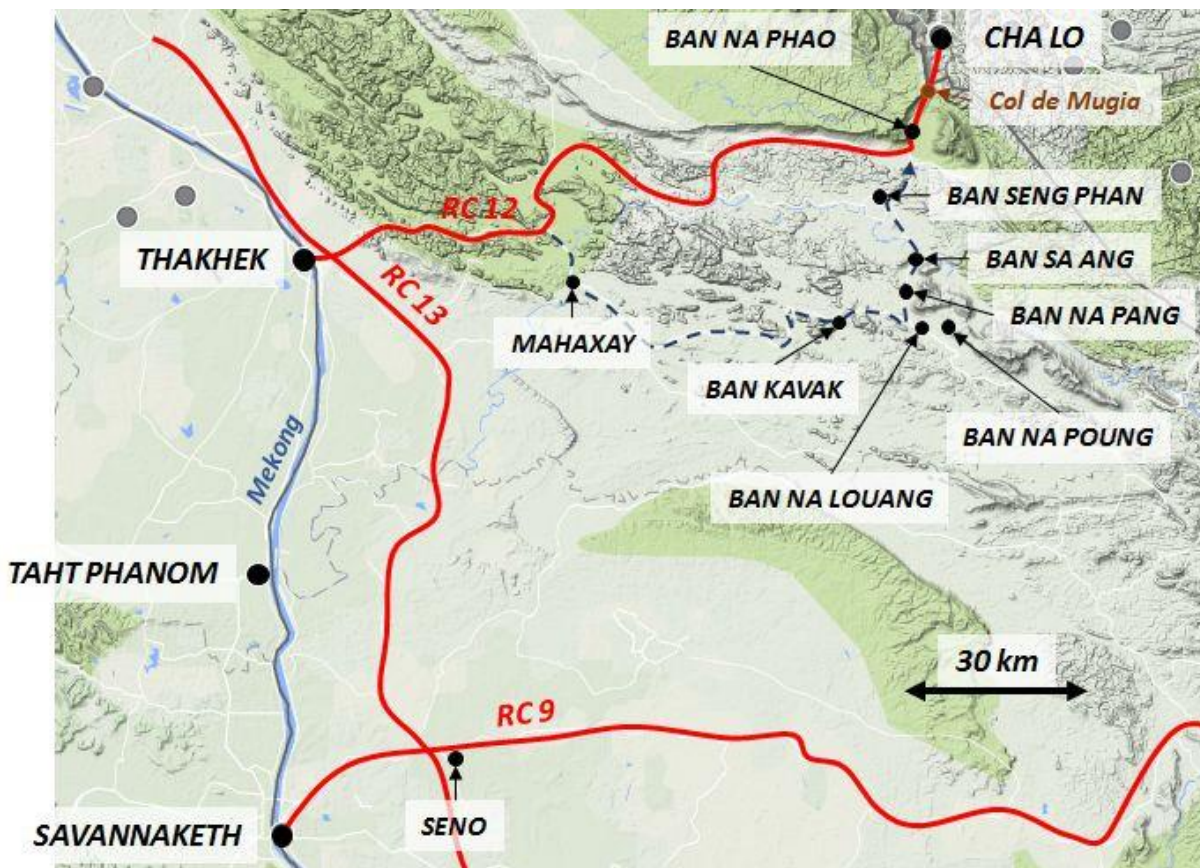 BAN NA PHAO
CHA LO
Col de Mugia
RC 12
BAN SENG PHAN
THAKHEK
BAN SA ANG
RC 13
BAN NA PANG
MAHAXAY
BAN KAVAK
BAN NA POUNG
Mekong
BAN NA LOUANG
TAHT PHANOM
30 km
RC 9
SENO
SAVANNAKETH